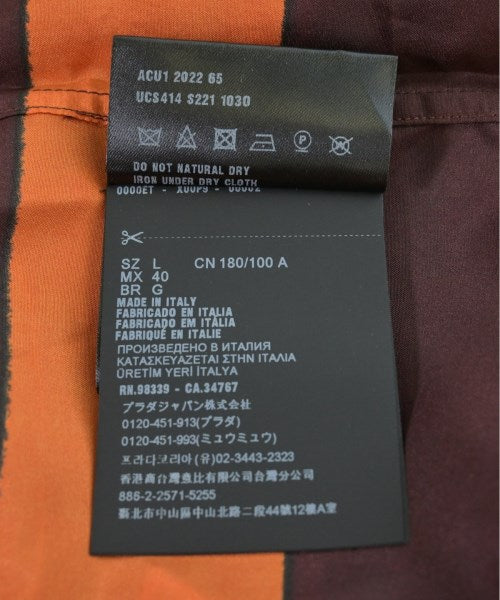 ACU1 2022 65
UCS414 S221 1030
P
W
DO NOT NATURAL DRY
IRON UNDER DRY CLOTH
SZ L CN 180/100 A
MX 40
BR G
MADE IN ITALY
FABRICADO EN ITALIA
FABRICADO EM ITÁLIA
FABRIQUÉ EN ITALIE
ПРОИЗВЕДЕНО В ИТАЛИЯ
ΚΑΤΑΣΚΕΥΑΖΕΤΑΙ ΣΤΗΝ ΙΤΑΛΙΑ
ÜRETİM YERİ İTALYA
RN.98339 - CA.34767
プラダジャパン株式会社
0120-451-913(プラダ)
0120-451-993(ミュウミュウ)
프라다코리아 (유)02-3443-2323
香港商台灣魚比有限公司台灣分公司
886-2-2571-5255
臺北市中山區中山北路二段44號12樓A室